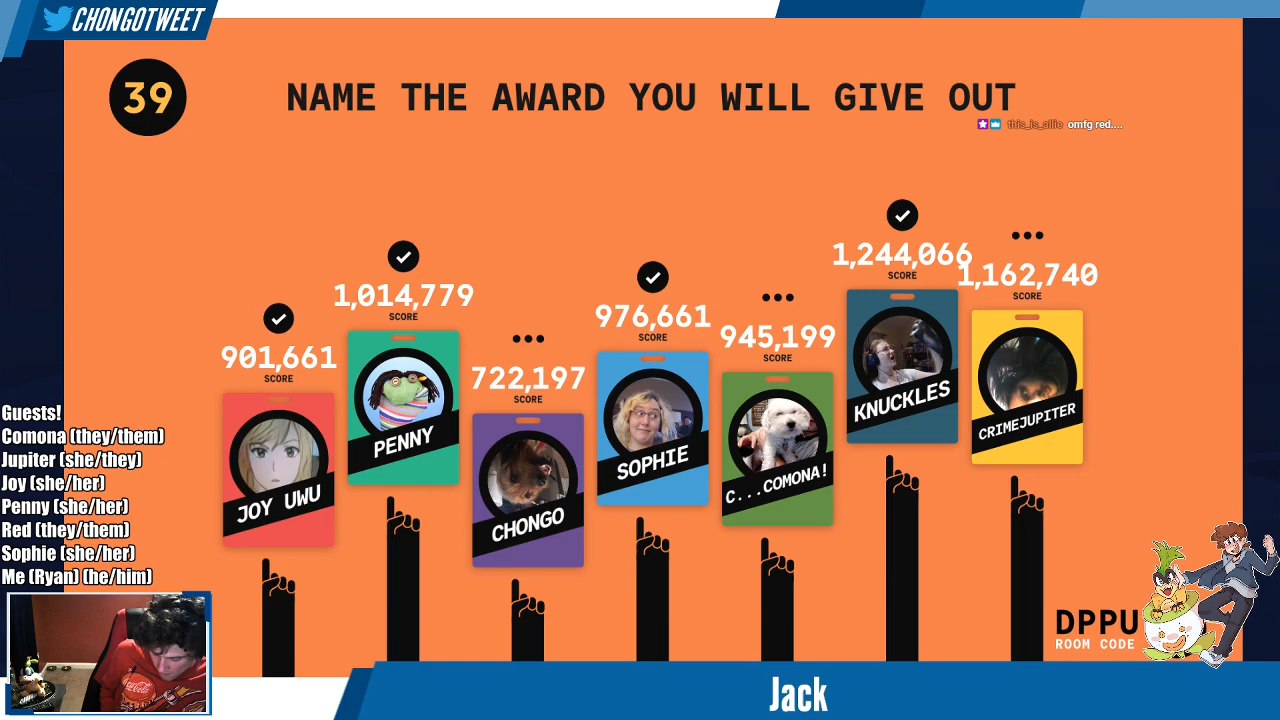 CHONGOTWEET
39
NAME THE AWARD YOU WILL GIVE OUT
this_is_allie omfg red....
1,244,066
SCORE
1,162,740
SCORE
1,014,779
SCORE
976,661
SCORE
945,199
SCORE
901,661
SCORE
722,197
SCORE
JOY UWU
PENNY
CHONGO
SOPHIE
C...COMONA!
KNUCKLES
CRIMEJUPITER
Guests!
Comona (they/them)
Jupiter (she/they)
Joy (she/her)
Penny (she/her)
Red (they/them)
Sophie (she/her)
Me (Ryan) (he/him)
DPPU
ROOM CODE
Jack